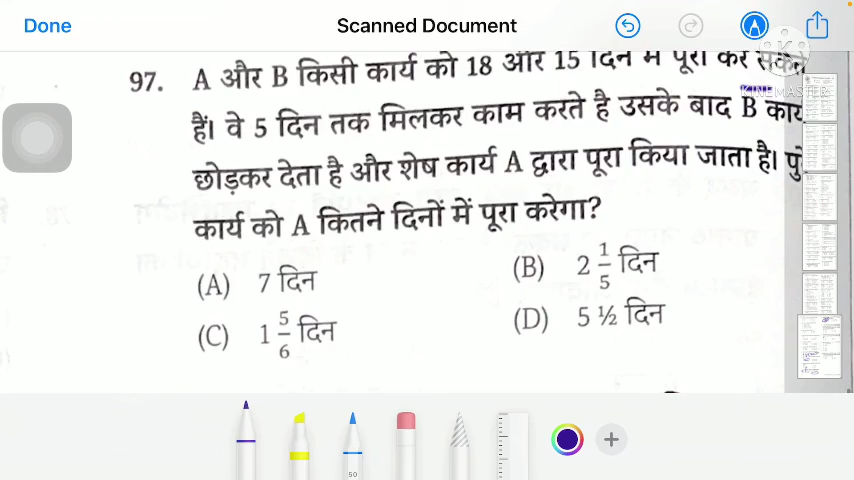 Done
Scanned Document
97. A और B किसी कार्य को 18 और 15 दिन में पूरा कर सकते
हैं। वे 5 दिन तक मिलकर काम करते है उसके बाद B कार्य
छोड़कर देता है और शेष कार्य A द्वारा पूरा किया जाता है। पुरे
कार्य को A कितने दिनों में पूरा करेगा?
(A) 7 दिन
(B) 2 1/5 दिन
(C) 1 5/6 दिन
(D) 5 ½ दिन
KINEMASTER
50